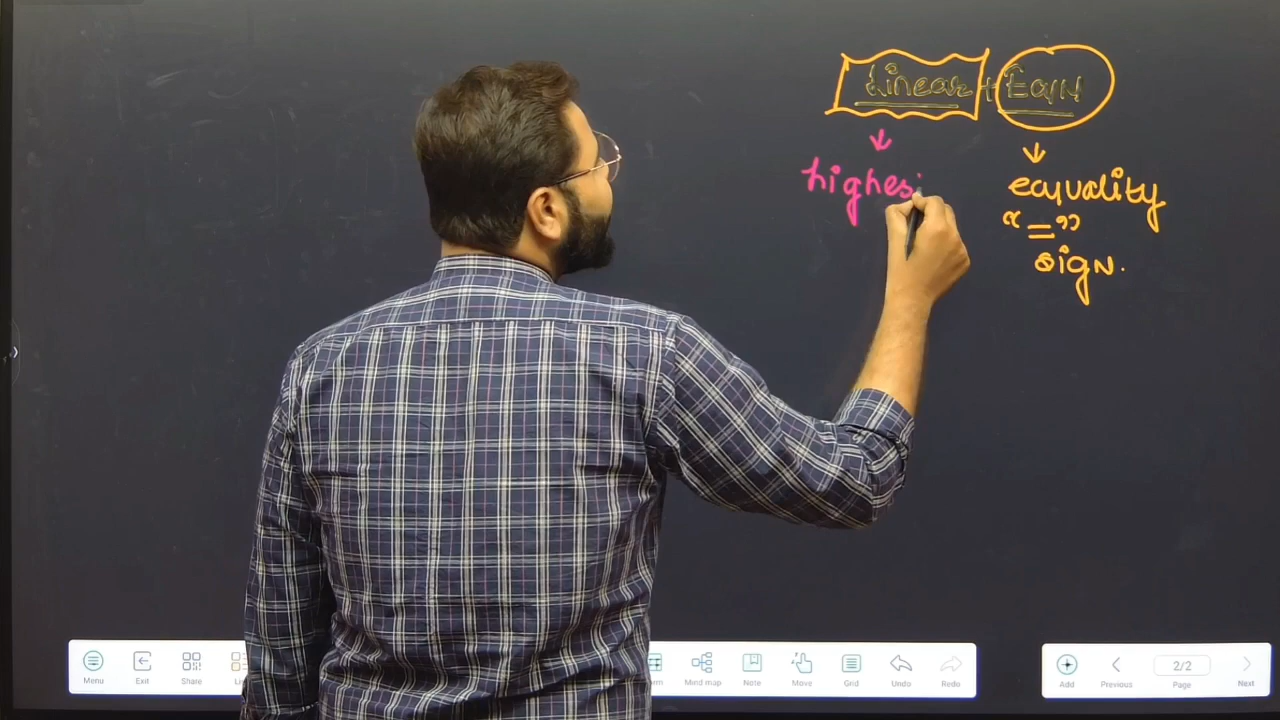 Linear + Eqn
highes
equality
"="
sign.
Menu
Exit
Share
Mind map
Note
Move
Grid
Undo
Redo
Add
Previous
2/2
Page
Next